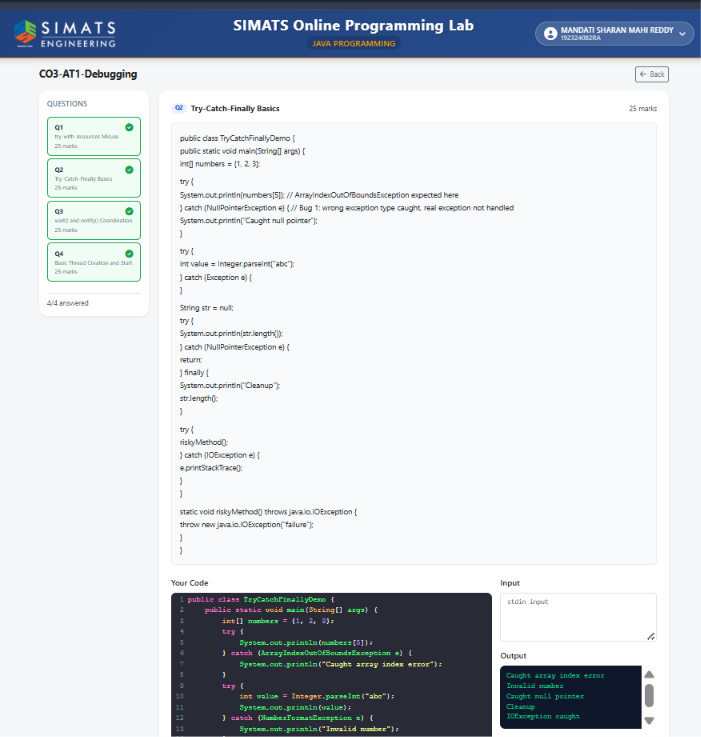 SIMATS
ENGINEERING
SIMATS Online Programming Lab
JAVA PROGRAMMING
MANDATI SHARAN MAHI REDDY
192324082RA
CO3-AT1-Debugging
← Back
QUESTIONS
Q1
try-with-resources Misuse
25 marks
Q2
Try-Catch-Finally Basics
25 marks
Q3
wait() and notify() Coordination
25 marks
Q4
Basic Thread Creation and Start
25 marks
4/4 answered
Q2 Try-Catch-Finally Basics
25 marks
public class TryCatchFinallyDemo {
public static void main(String[] args) {
int[] numbers = {1, 2, 3};
try {
System.out.println(numbers[5]); // ArrayIndexOutOfBoundsException expected here
} catch (NullPointerException e) { // Bug 1: wrong exception type caught, real exception not handled
System.out.println("Caught null pointer");
}
try {
int value = Integer.parseInt("abc");
} catch (Exception e) {
}
String str = null;
try {
System.out.println(str.length());
} catch (NullPointerException e) {
return;
} finally {
System.out.println("Cleanup");
str.length();
}
try {
riskyMethod();
} catch (IOException e) {
e.printStackTrace();
}
}
static void riskyMethod() throws java.io.IOException {
throw new java.io.IOException("failure");
}
}
Your Code
1 public class TryCatchFinallyDemo {
2 public static void main(String[] args) {
3 int[] numbers = {1, 2, 3};
4 try {
5 System.out.println(numbers[5]);
6 } catch (ArrayIndexOutOfBoundsException e) {
7 System.out.println("Caught array index error");
8 }
9 try {
10 int value = Integer.parseInt("abc");
11 System.out.println(value);
12 } catch (NumberFormatException e) {
13 System.out.println("Invalid number");
Input
stdin input
Output
Caught array index error
Invalid number
Caught null pointer
Cleanup
IOException caught